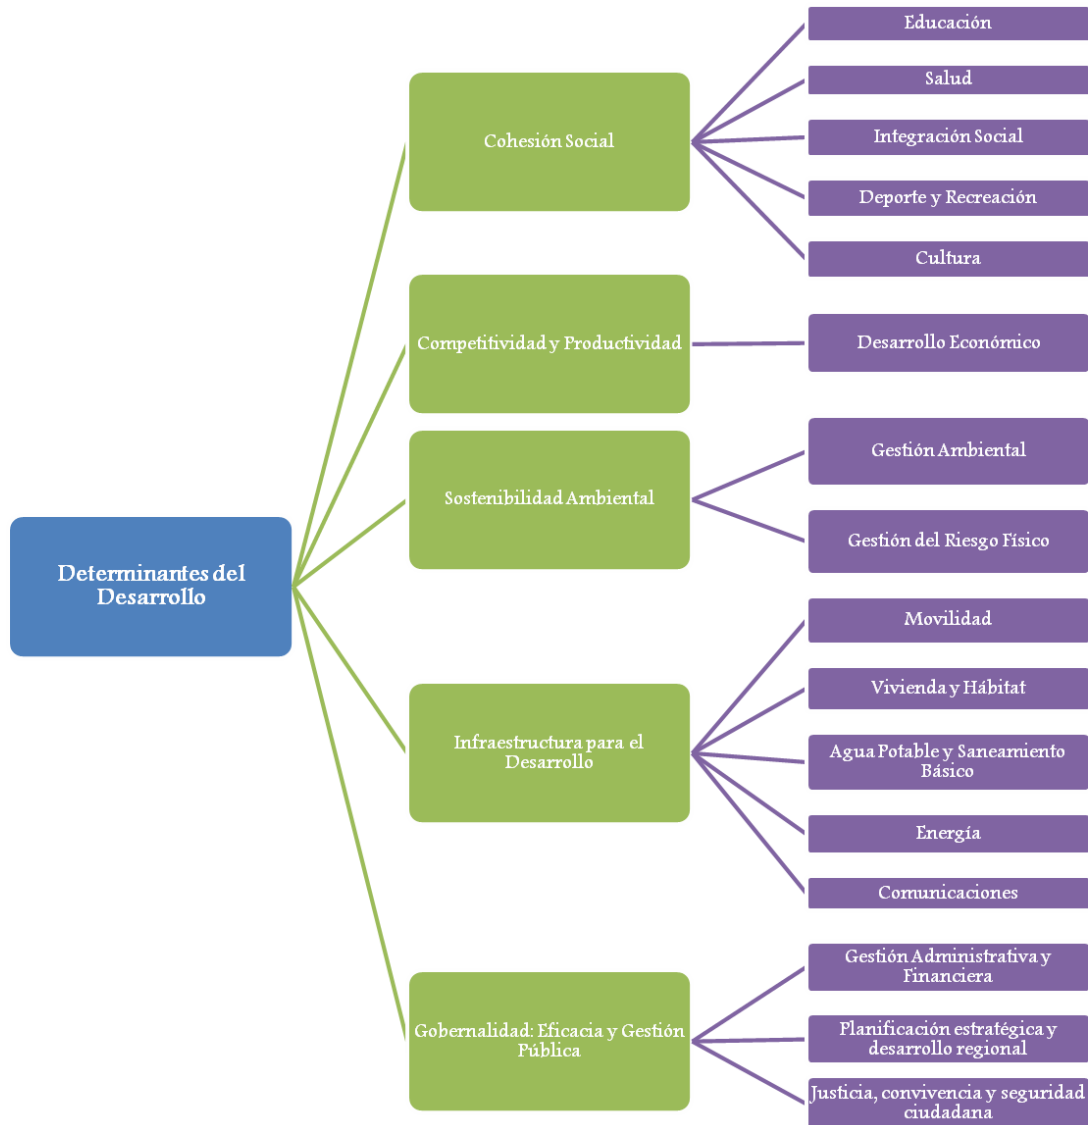 Determinantes del
Desarrollo
Cohesión Social
Educación
Salud
Integración Social
Deporte y Recreación
Cultura
Competitividad y Productividad
Desarrollo Económico
Sostenibilidad Ambiental
Gestión Ambiental
Gestión del Riesgo Físico
Infraestructura para el
Desarrollo
Movilidad
Vivienda y Hábitat
Agua Potable y Saneamiento
Básico
Energía
Comunicaciones
Gobernalidad: Eficacia y Gestión
Pública
Gestión Administrativa y
Financiera
Planificación estratégica y
desarrollo regional
Justicia, convivencia y seguridad
ciudadana